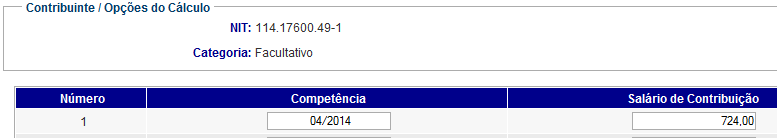 Contribuinte / Opções do Cálculo
NIT: 114.17600.49-1
Categoria: Facultativo
Número Competência Salário de Contribuição
1 04/2014 724,00